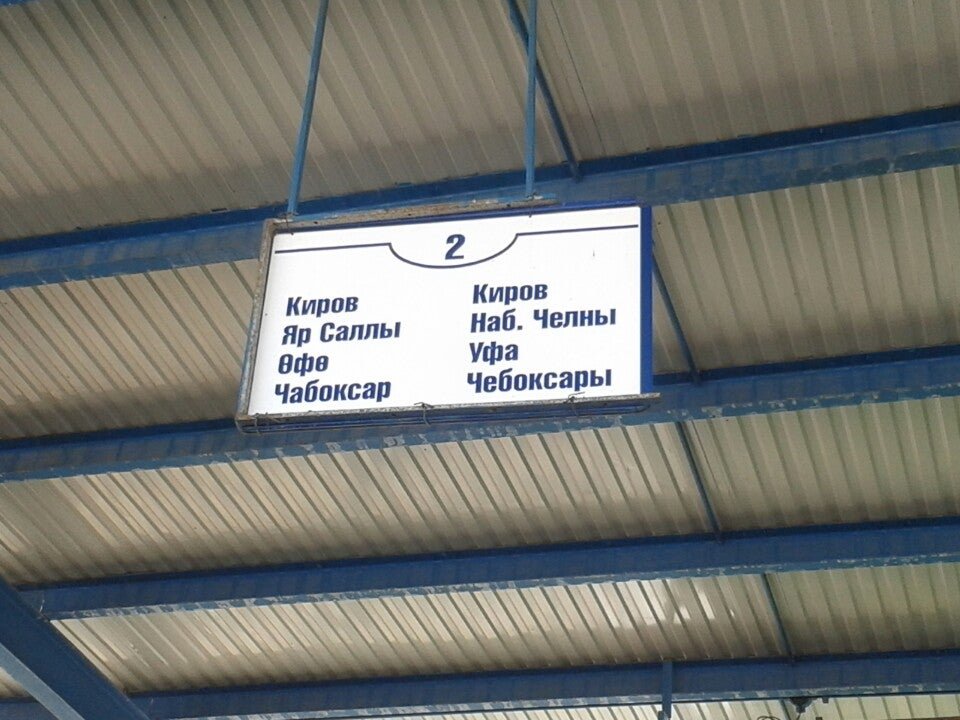 2
Киров
Яр Саллы
Өфө
Чабоксар
Киров
Наб. Челны
Уфа
Чебоксары